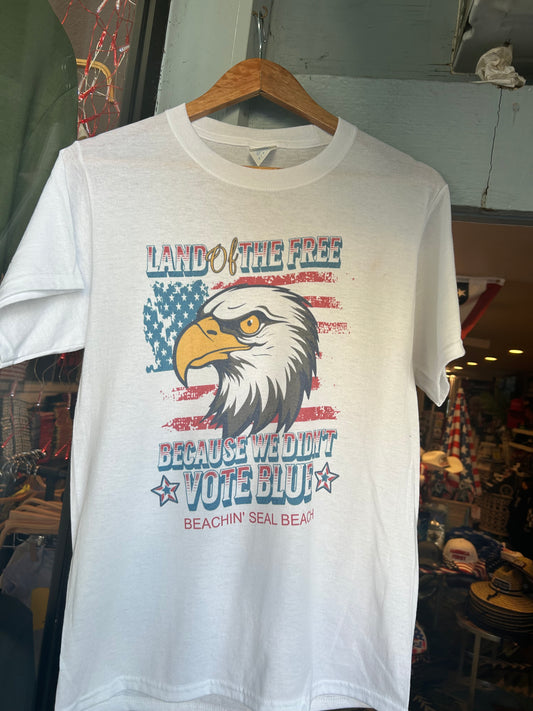 LAND Of THE FREE
BECAUSE WE DIDN'T
VOTE BLUE
BEACHIN' SEAL BEACH